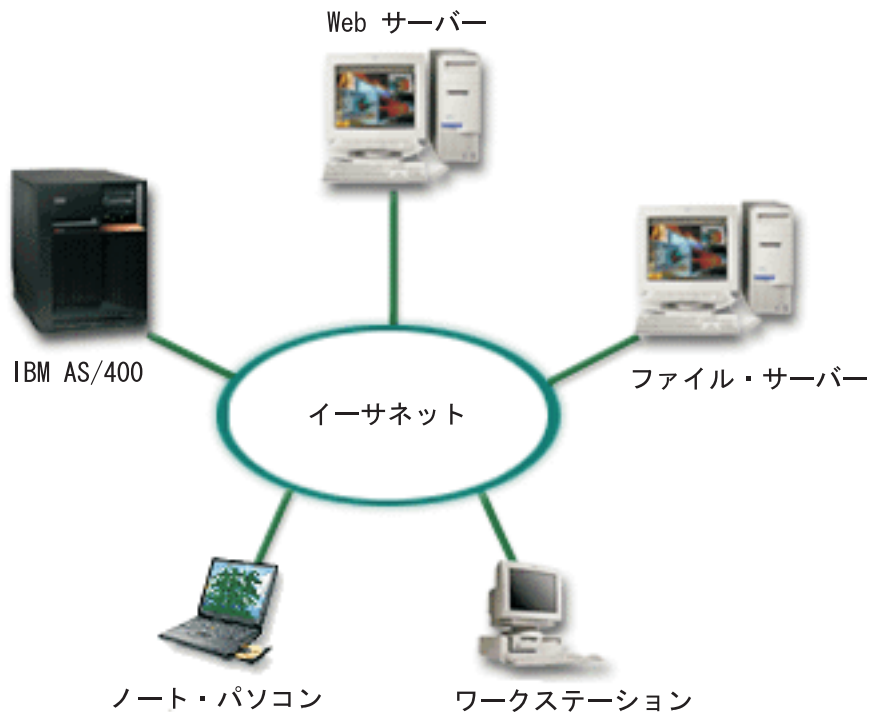 Web サーバー
IBM AS/400
ファイル・サーバー
イーサネット
ノート・パソコン
ワークステーション